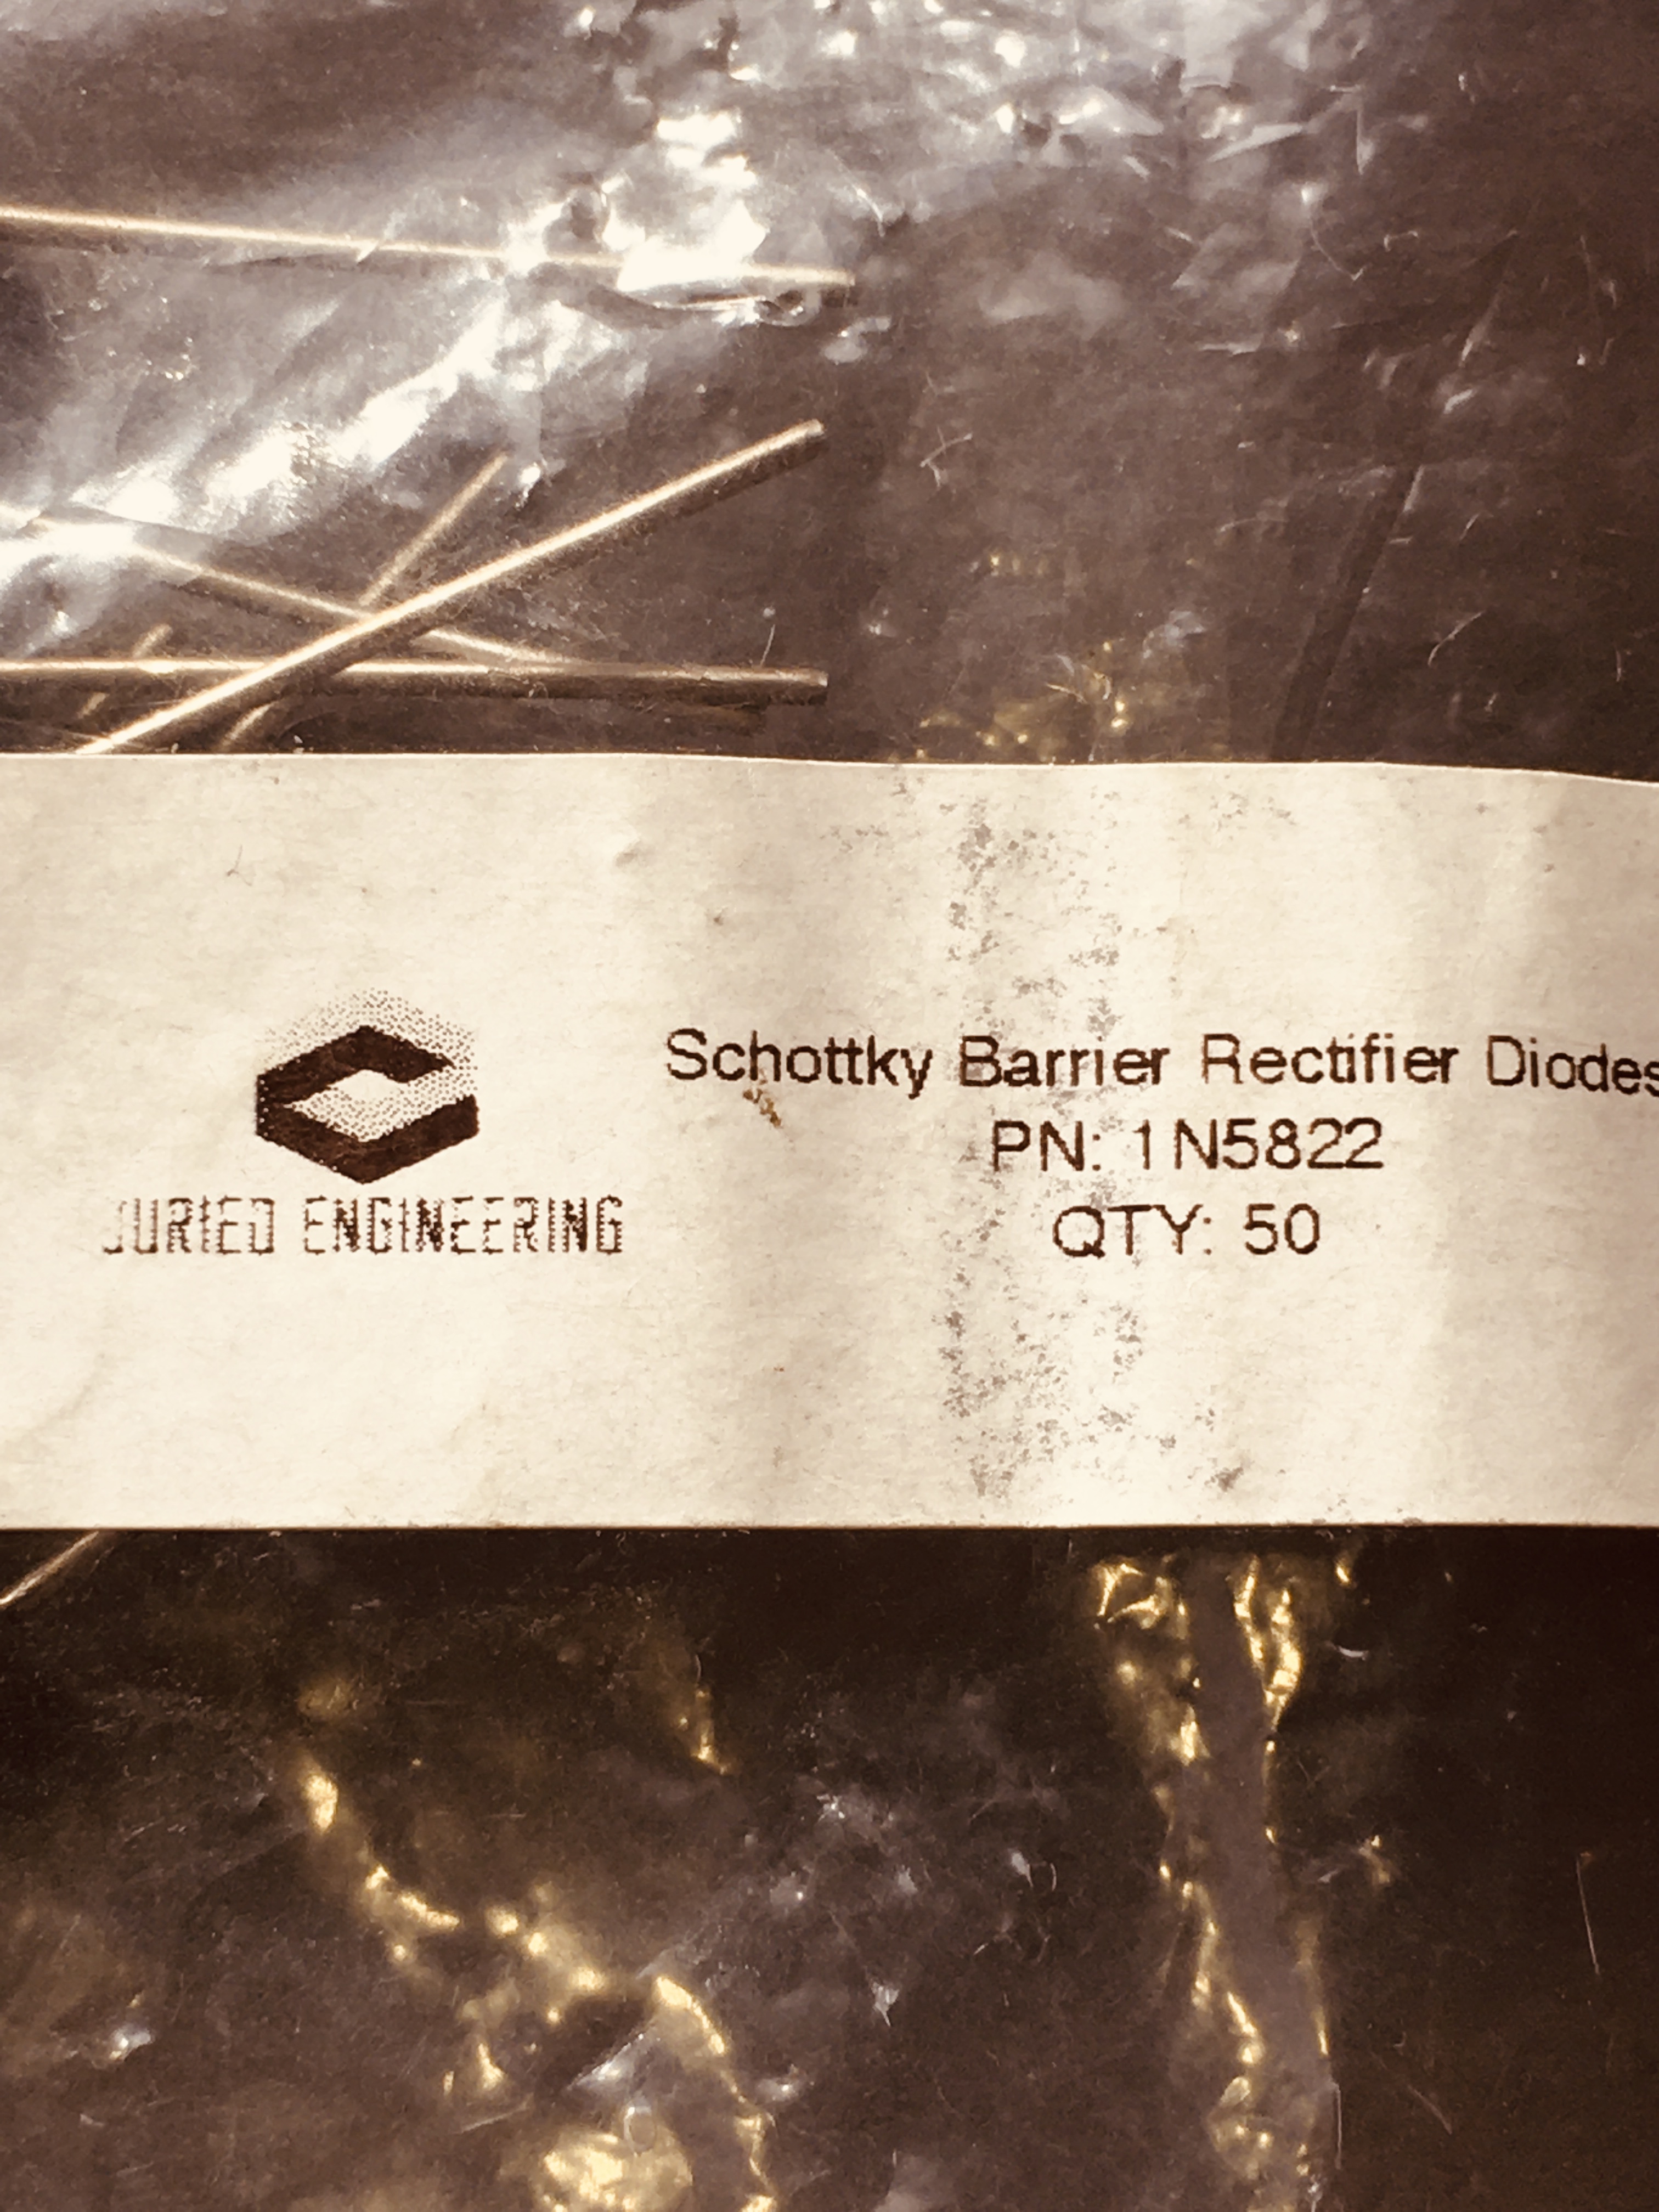 JURIED ENGINEERING
Schottky Barrier Rectifier Diodes
PN: 1N5822
QTY: 50